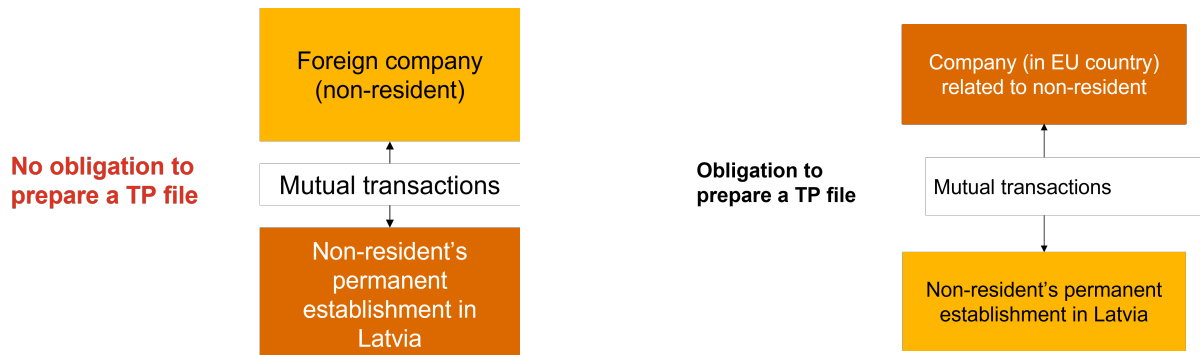 Foreign company
(non-resident)
No obligation to
prepare a TP file
Mutual transactions
Non-resident’s
permanent
establishment in
Latvia
Company (in EU country)
related to non-resident
Obligation to
prepare a TP file
Mutual transactions
Non-resident’s permanent
establishment in Latvia